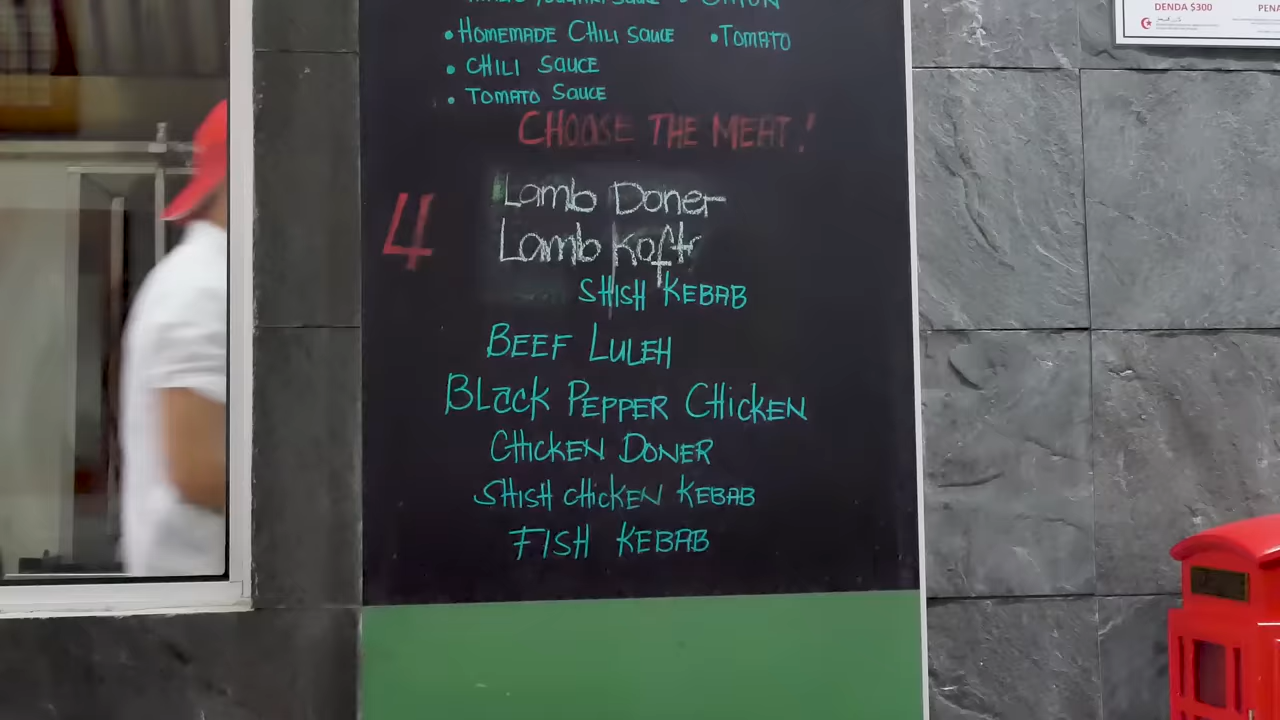 • HOMEMADE CHILI SAUCE • TOMATO
• CHILI SAUCE
• TOMATO SAUCE
CHOOSE THE MEAT!
4
Lamb Doner
Lamb Kofte
SHISH KEBAB
BEEF LULEH
BLacK PEPPER CHICKEN
CHICKEN DONER
SHISH CHICKEN KEBAB
FISH KEBAB
DENDA $300